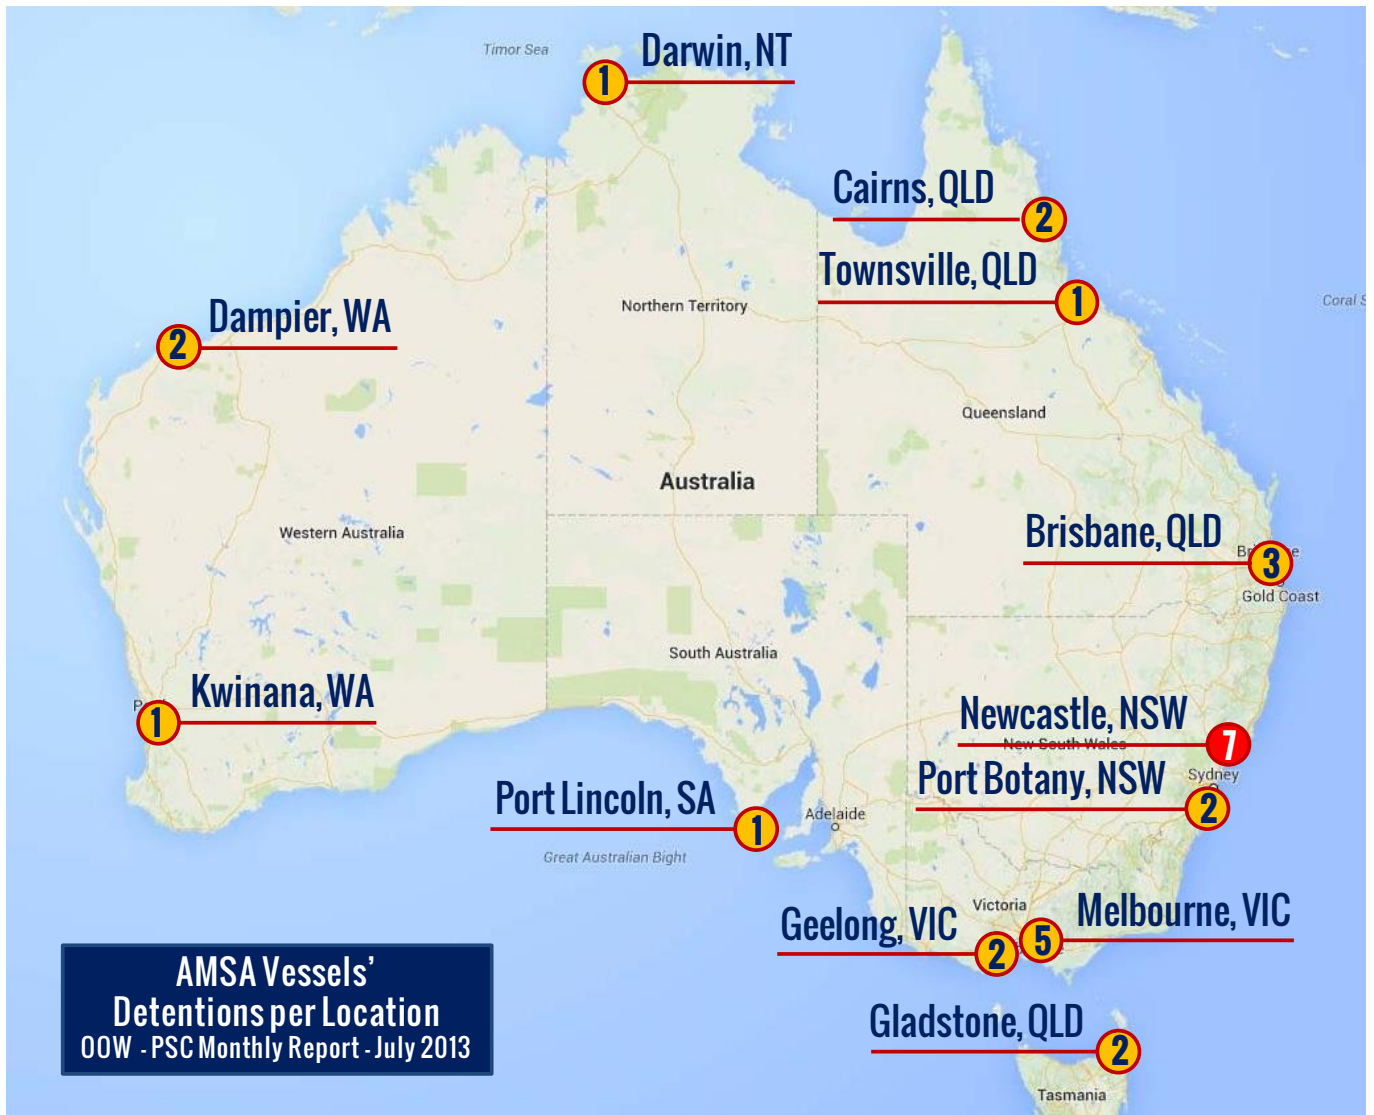 Timor Sea
Darwin, NT
1
Cairns, QLD
2
Townsville, QLD
1
Northern Territory
Coral S
Dampier, WA
2
Queensland
Australia
Western Australia
Brisbane, QLD
3
Gold Coast
South Australia
Kwinana, WA
1
Newcastle, NSW
7
New South Wales
Sydney
Port Botany, NSW
2
Port Lincoln, SA
1
Adelaide
Great Australian Bight
Victoria
Melbourne, VIC
5
Geelong, VIC
2
AMSA Vessels'
Detentions per Location
OOW - PSC Monthly Report - July 2013
Gladstone, QLD
2
Tasmania